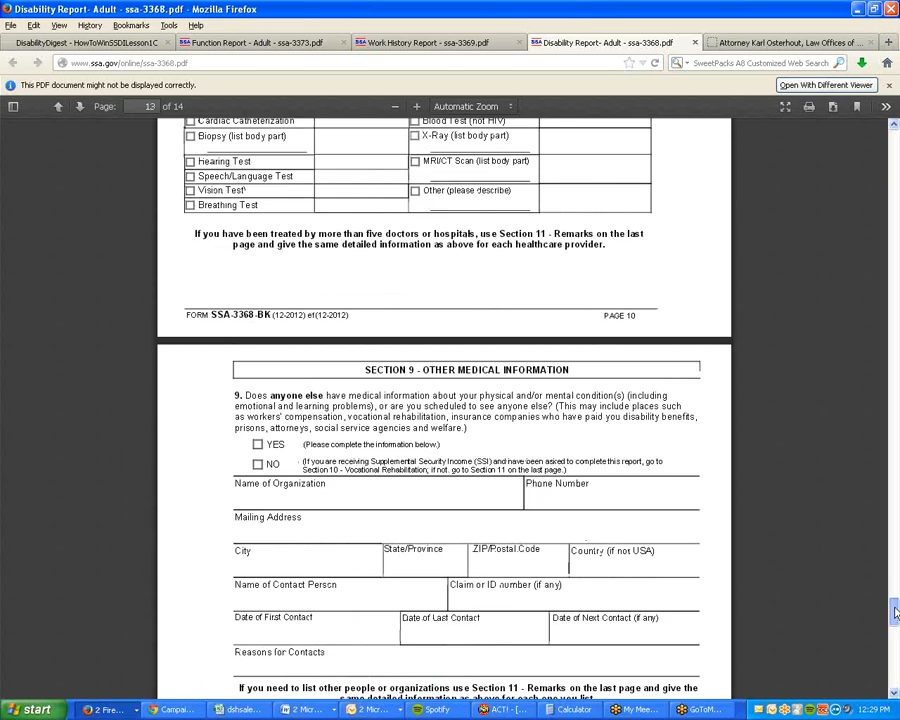 Disability Report- Adult - ssa-3368.pdf - Mozilla Firefox
File Edit View History Bookmarks Tools Help
DisabilityDigest - HowToWinSSDILesson1C
SSA Function Report - Adult - ssa-3373.pdf
SSA Work History Report - ssa-3369.pdf
SSA Disability Report- Adult - ssa-3368.pdf
Attorney Karl Osterhout, Law Offices of ...
www.ssa.gov/online/ssa-3368.pdf
SweetPacks A8 Customized Web Search
This PDF document might not be displayed correctly.
Open With Different Viewer
Page: 13 of 14
Automatic Zoom
Cardiac Catheterization
Blood Test (not HIV)
Biopsy (list body part)
X-Ray (list body part)
Hearing Test
MRI/CT Scan (list body part)
Speech/Language Test
Vision Test
Other (please describe)
Breathing Test
If you have been treated by more than five doctors or hospitals, use Section 11 - Remarks on the last
page and give the same detailed information as above for each healthcare provider.
FORM SSA-3368-BK (12-2012) ef(12-2012)
PAGE 10
SECTION 9 - OTHER MEDICAL INFORMATION
9. Does anyone else have medical information about your physical and/or mental condition(s) (including
emotional and learning problems), or are you scheduled to see anyone else? (This may include places such
as workers' compensation, vocational rehabilitation, insurance companies who have paid you disability benefits,
prisons, attorneys, social service agencies and welfare.)
YES (Please complete the information below.)
NO (If you are receiving Supplemental Security Income (SSI) and have been asked to complete this report, go to
Section 10 - Vocational Rehabilitation; if not, go to Section 11 on the last page.)
Name of Organization
Phone Number
Mailing Address
City
State/Province
ZIP/Postal Code
Country (if not USA)
Name of Contact Person
Claim or ID number (if any)
Date of First Contact
Date of Last Contact
Date of Next Contact (if any)
Reasons for Contacts
If you need to list other people or organizations use Section 11 - Remarks on the last page and give the
same detailed information as above for each one you list.
start
2 Fire...
Campai...
dshsale...
2 Micr...
2 Micr...
Spotify
ACT! - [...
Calculator
My Mee...
GoToM...
12:29 PM